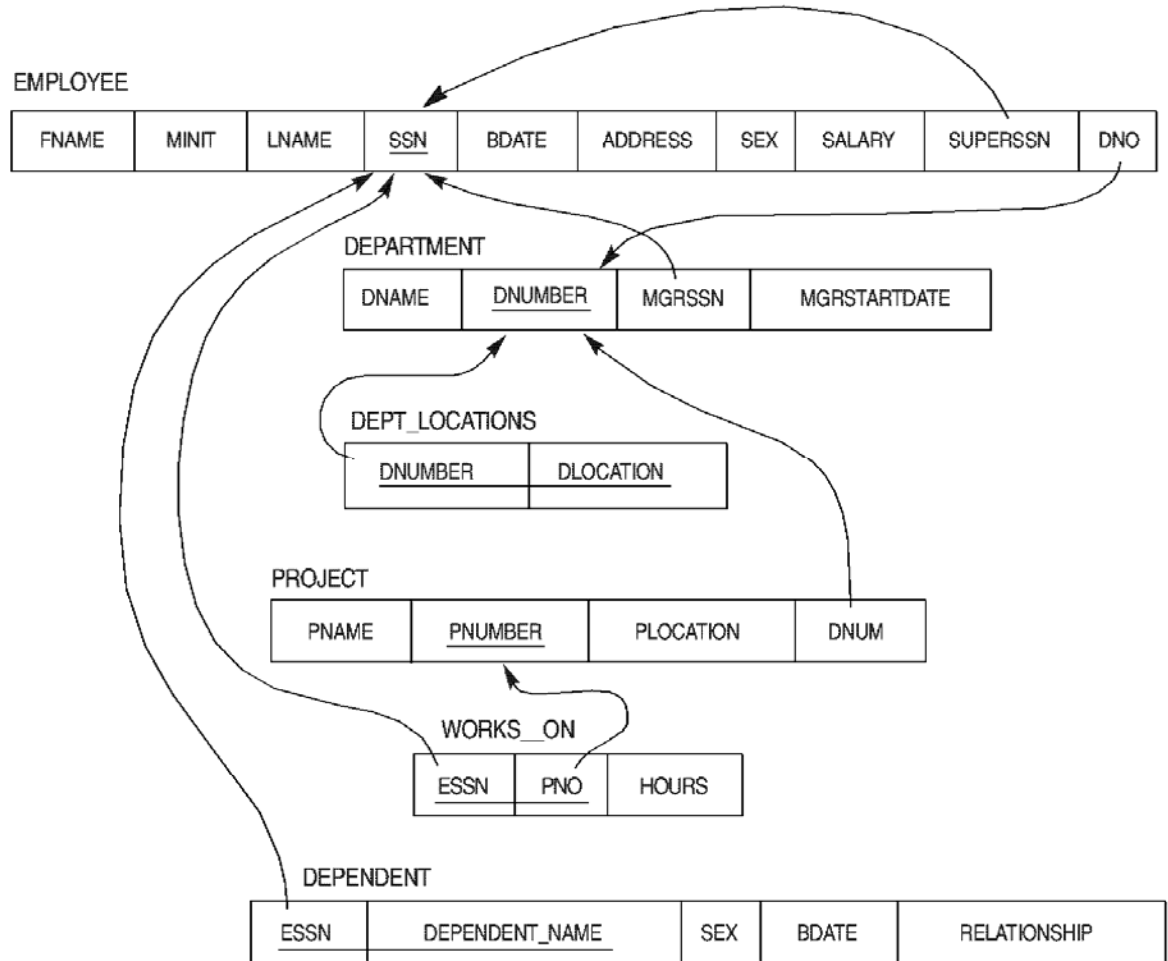 EMPLOYEE
FNAME MINIT LNAME SSN BDATE ADDRESS SEX SALARY SUPERSSN DNO
DEPARTMENT
DNAME DNUMBER MGRSSN MGRSTARTDATE
DEPT_LOCATIONS
DNUMBER DLOCATION
PROJECT
PNAME PNUMBER PLOCATION DNUM
WORKS__ON
ESSN PNO HOURS
DEPENDENT
ESSN DEPENDENT_NAME SEX BDATE RELATIONSHIP